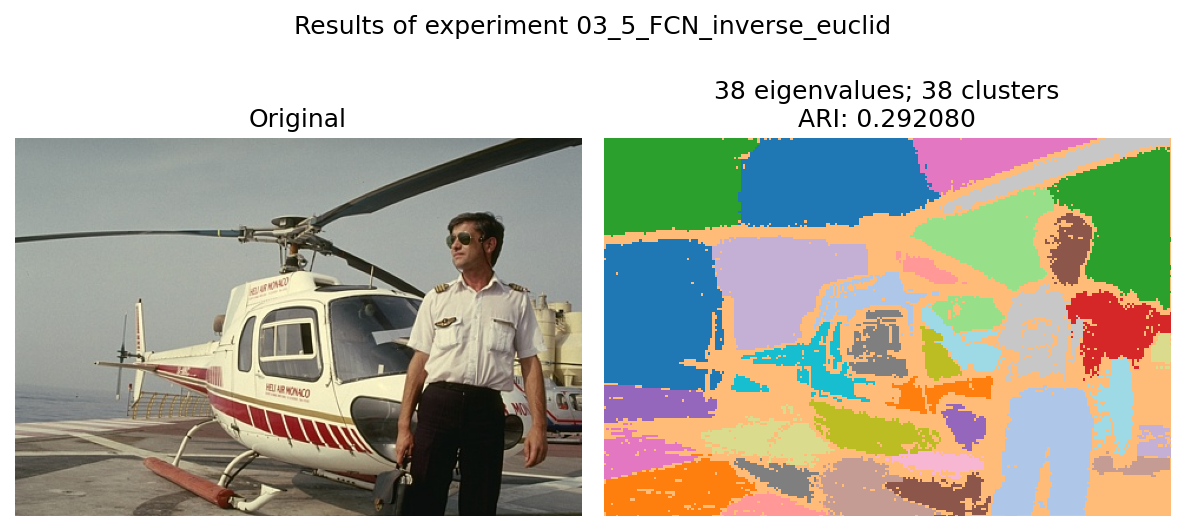 Results of experiment 03_5_FCN_inverse_euclid
Original
38 eigenvalues; 38 clusters
ARI: 0.292080
HELI AIR MONACO
HELI AIR MONACO